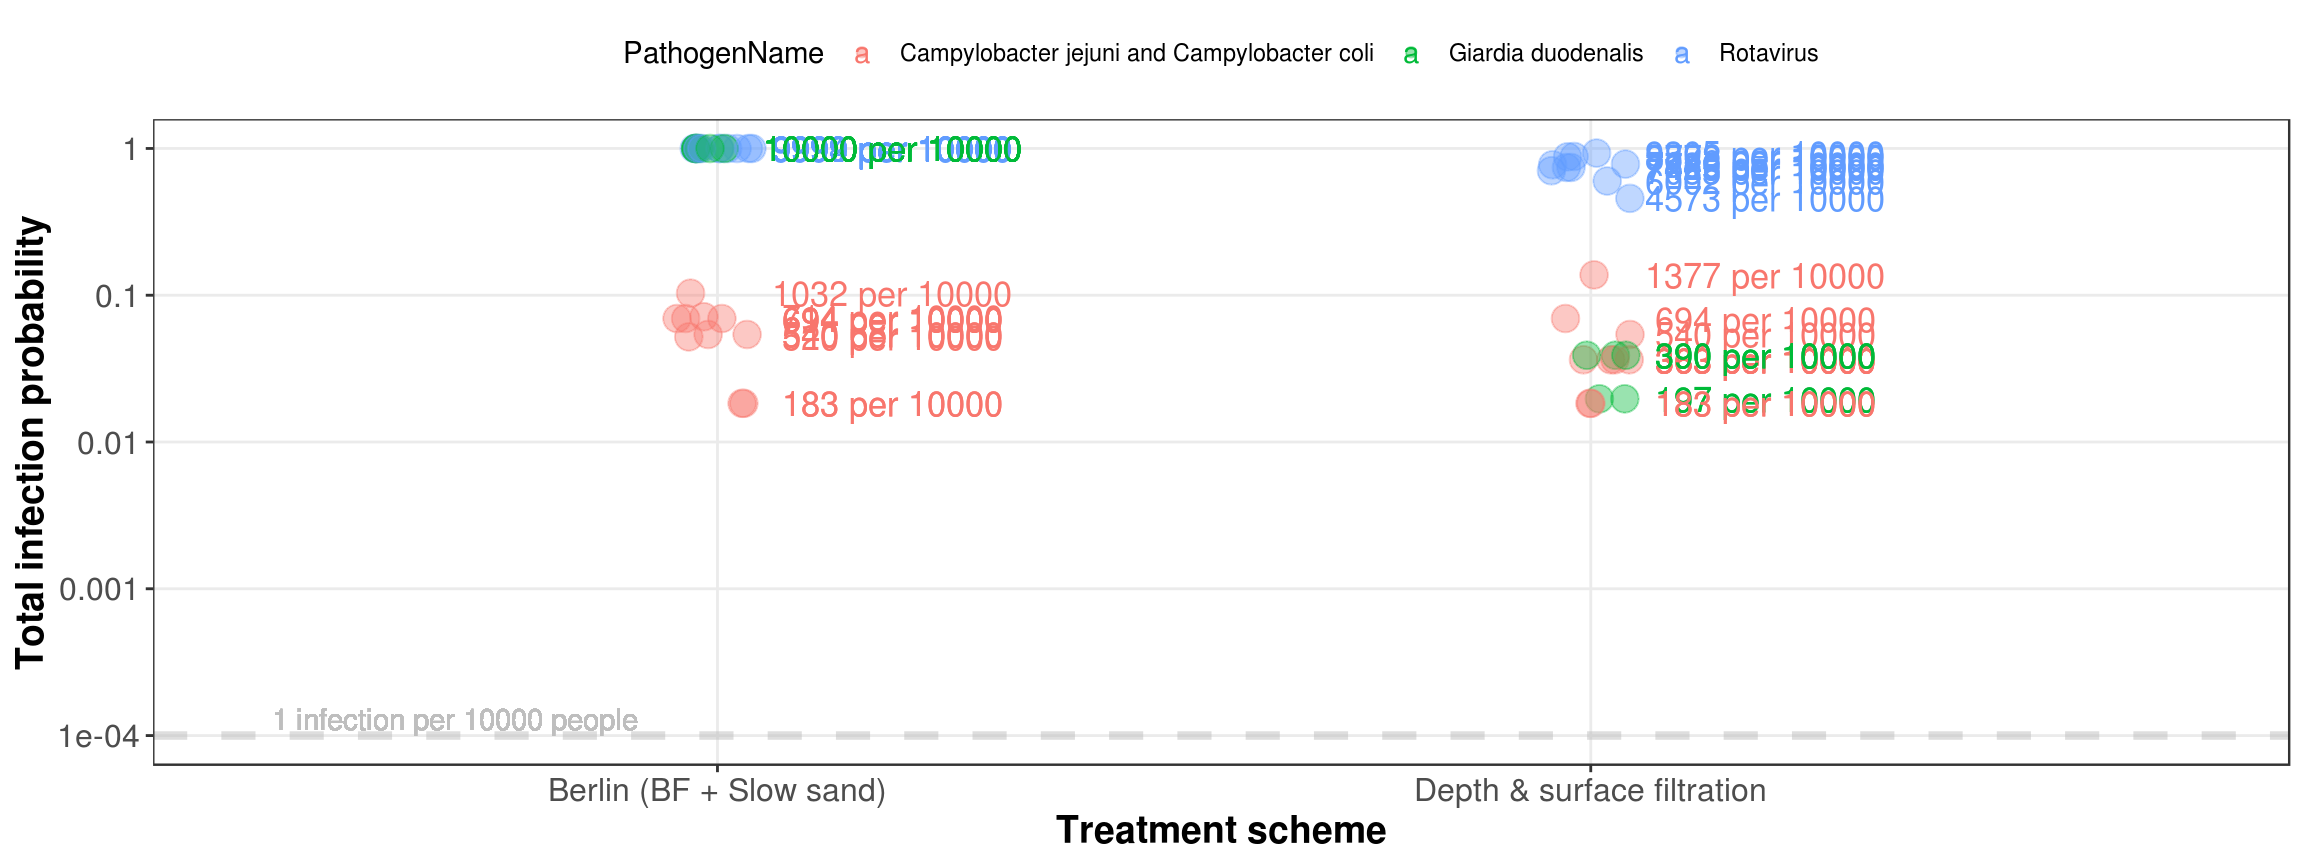 PathogenName a Campylobacter jejuni and Campylobacter coli a Giardia duodenalis a Rotavirus
Total infection probability
1
0.1
0.01
0.001
1e-04
10000 per 10000
1032 per 10000
694 per 10000
540 per 10000
183 per 10000
4573 per 10000
1377 per 10000
694 per 10000
540 per 10000
390 per 10000
197 per 10000
183 per 10000
1 infection per 10000 people
Berlin (BF + Slow sand)
Depth & surface filtration
Treatment scheme